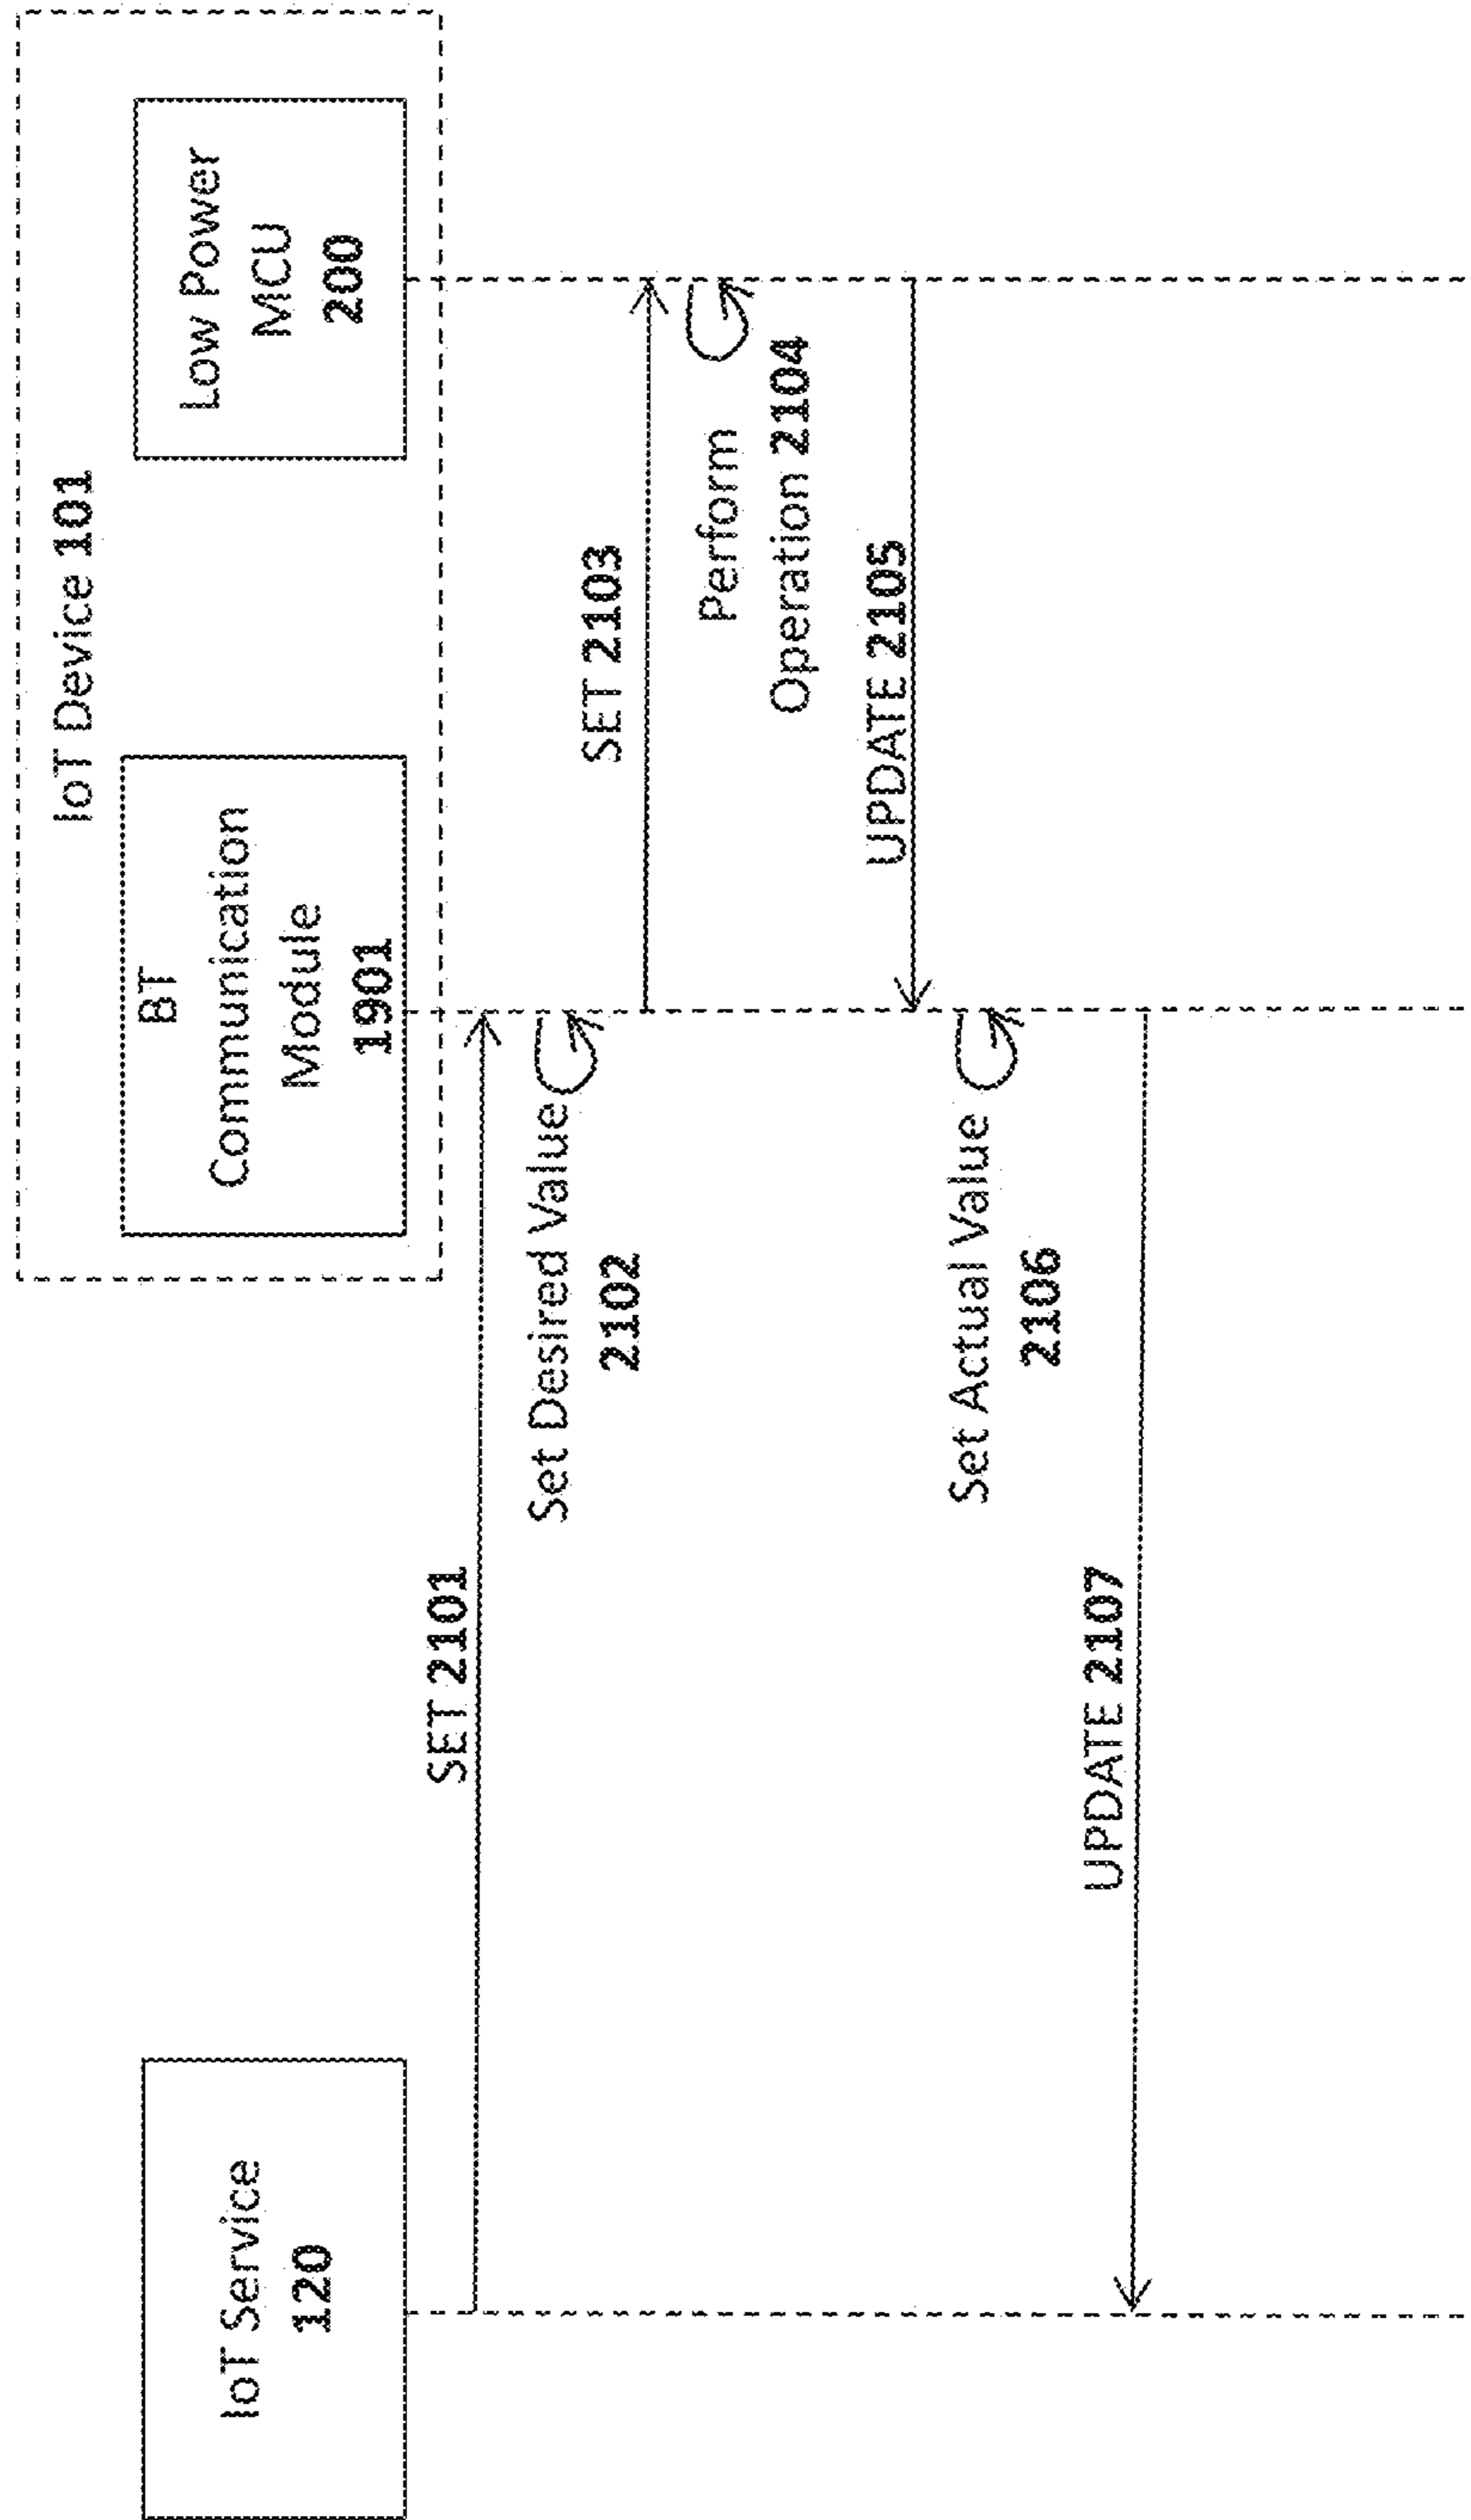 IoT Device 101
IoT Service
120
BT
Communication
Module
1901
Low Power
MCU
200
SET 2101
Set Desired Value
2102
SET 2103
Perform
Operation 2104
UPDATE 2105
Set Actual Value
2106
UPDATE 2107